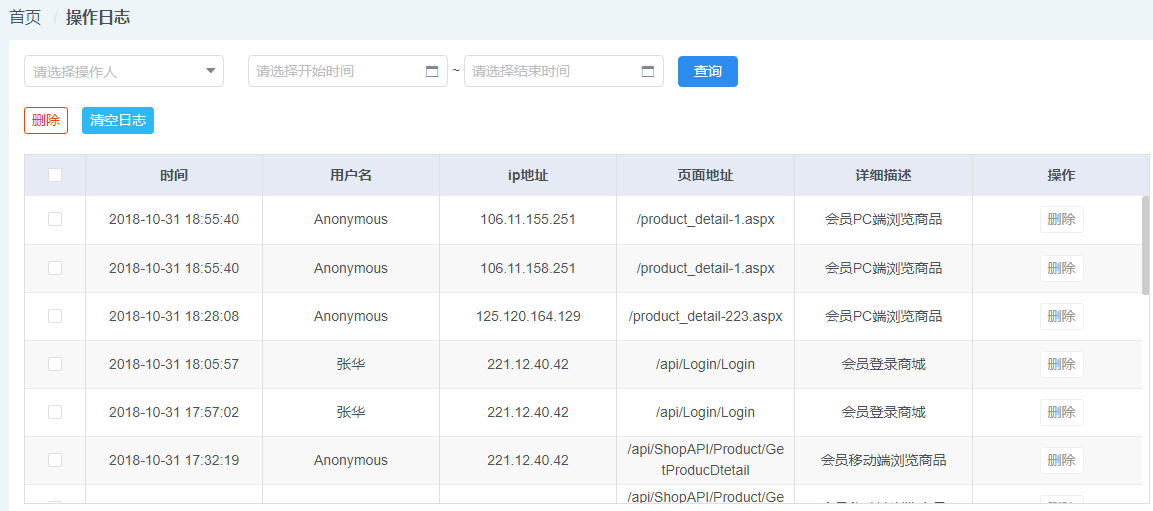 首页 / 操作日志
请选择操作人 请选择开始时间 ~ 请选择结束时间 查询
删除 清空日志
时间 用户名 ip地址 页面地址 详细描述 操作
2018-10-31 18:55:40 Anonymous 106.11.155.251 /product_detail-1.aspx 会员PC端浏览商品 删除
2018-10-31 18:55:40 Anonymous 106.11.158.251 /product_detail-1.aspx 会员PC端浏览商品 删除
2018-10-31 18:28:08 Anonymous 125.120.164.129 /product_detail-223.aspx 会员PC端浏览商品 删除
2018-10-31 18:05:57 张华 221.12.40.42 /api/Login/Login 会员登录商城 删除
2018-10-31 17:57:02 张华 221.12.40.42 /api/Login/Login 会员登录商城 删除
/api/ShopAPI/Product/Ge
2018-10-31 17:32:19 Anonymous 221.12.40.42 tProducDtetail 会员移动端浏览商品 删除
/api/ShopAPI/Product/Ge